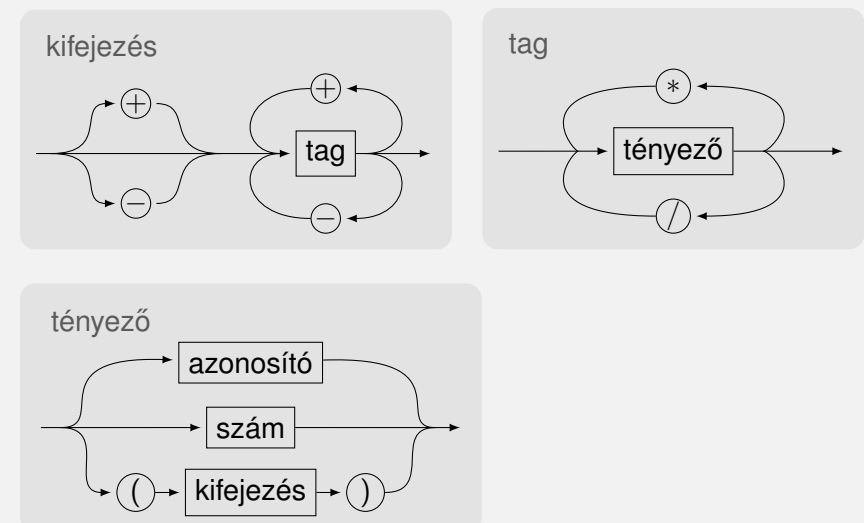 kifejezés
+ +
tag
− −
tag
*
tényező
/
tényező
azonosító
szám
( kifejezés )